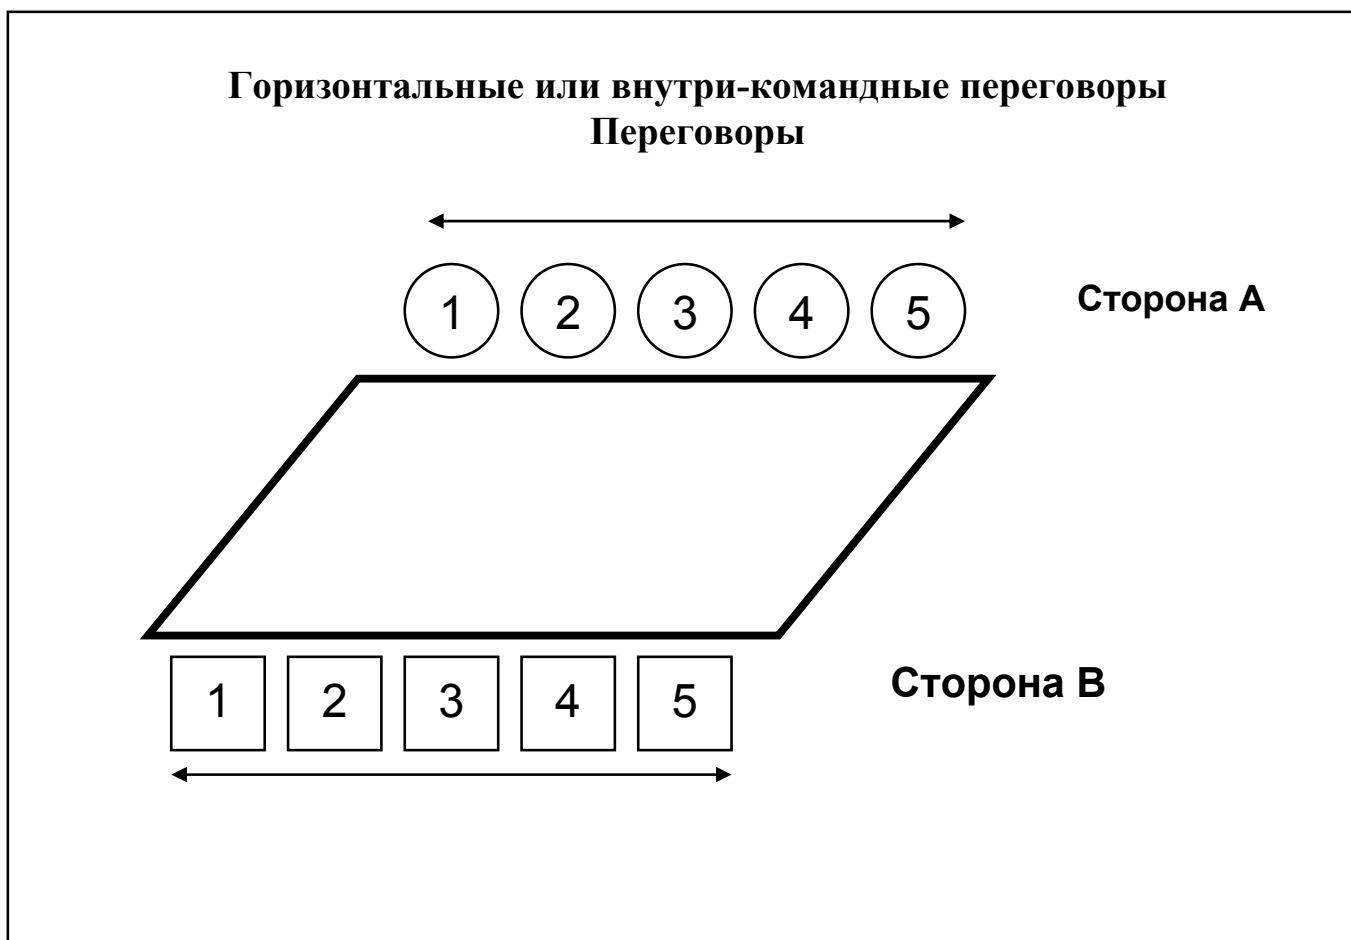 Горизонтальные или внутри-командные переговоры
Переговоры
1 2 3 4 5
Сторона А
1 2 3 4 5
Сторона В